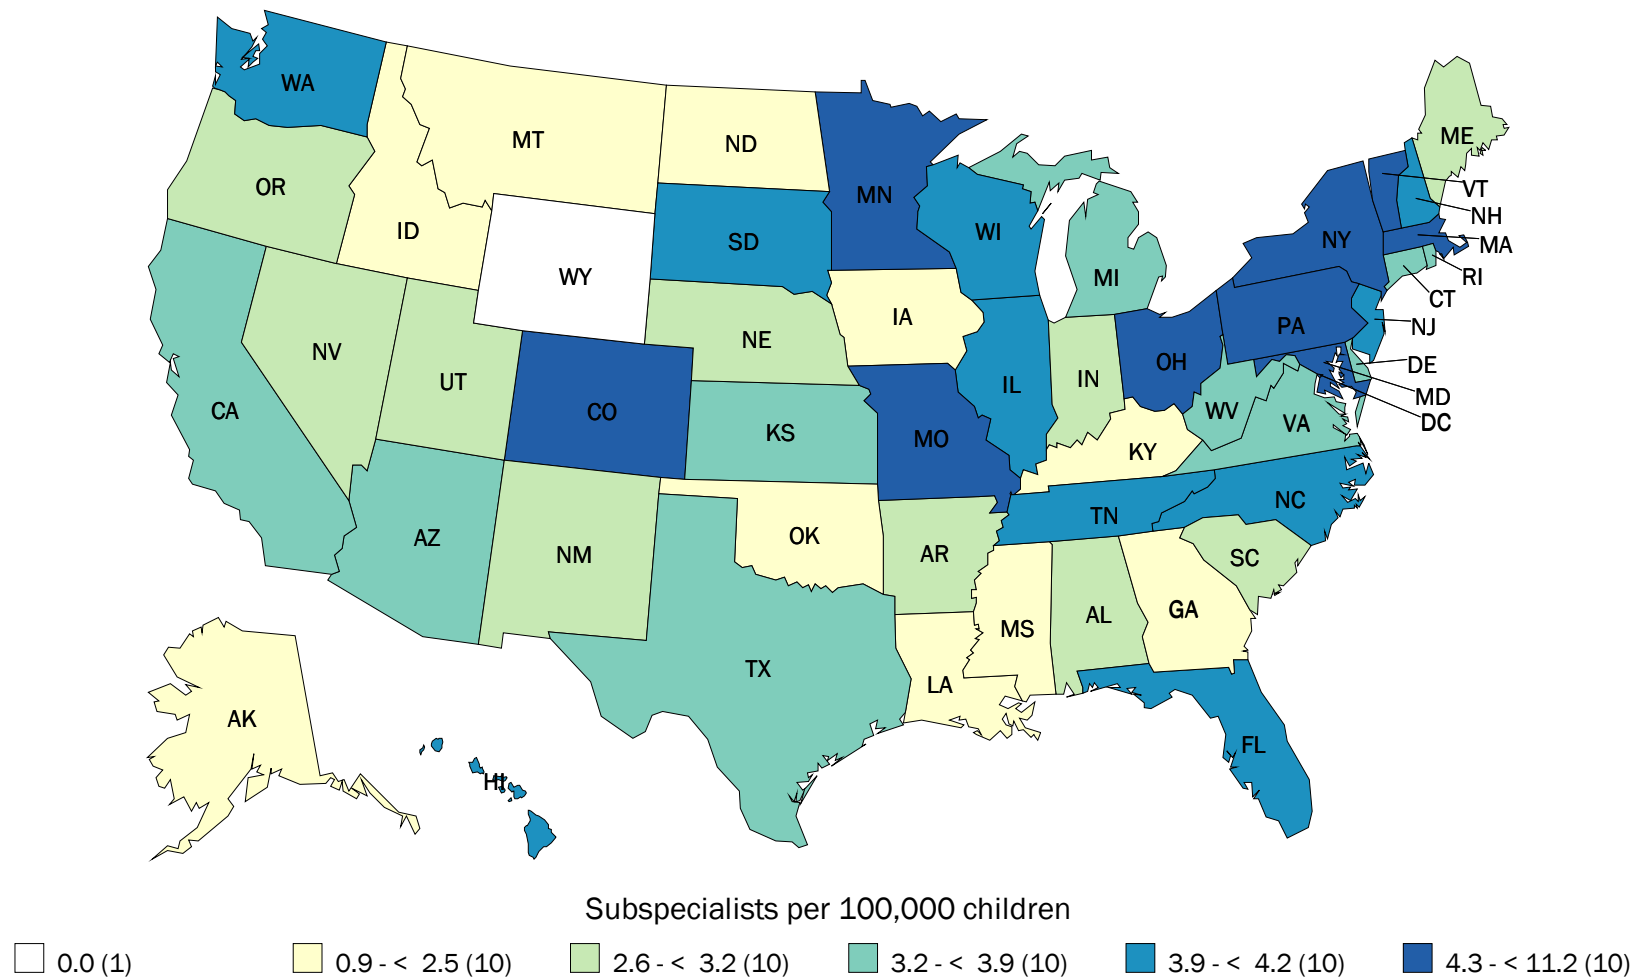 WA
MT
ND
ME
OR
MN
VT
NH
ID
SD
WI
NY
MA
WY
MI
RI
CT
IA
PA
NJ
NE
NV
OH
DE
UT
IL
IN
MD
CA
CO
WV
DC
KS
MO
VA
KY
NC
TN
AZ
OK
NM
AR
SC
GA
AL
MS
TX
LA
AK
FL
HI
Subspecialists per 100,000 children
0.0 (1) 0.9 - < 2.5 (10) 2.6 - < 3.2 (10) 3.2 - < 3.9 (10) 3.9 - < 4.2 (10) 4.3 - < 11.2 (10)